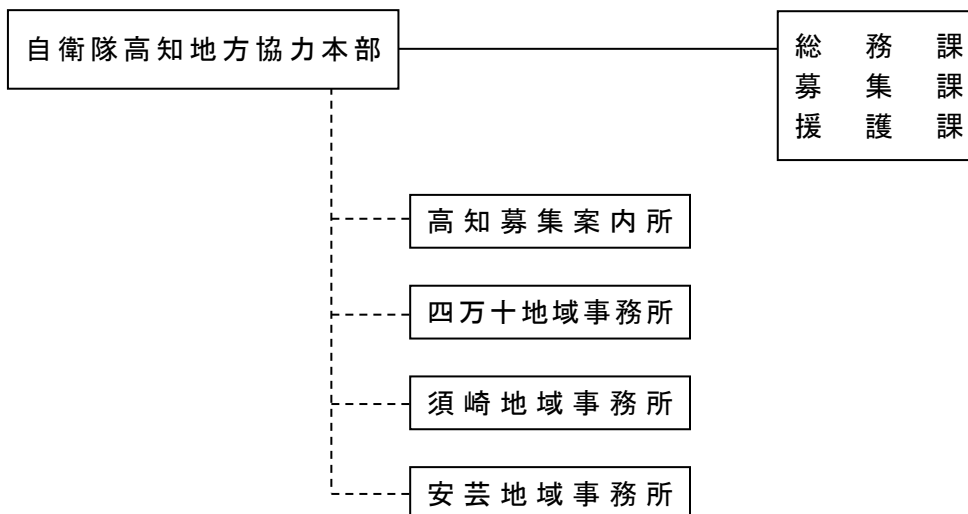 自衛隊高知地方協力本部
総務課
募集課
援護課
高知募集案内所
四万十地域事務所
須崎地域事務所
安芸地域事務所